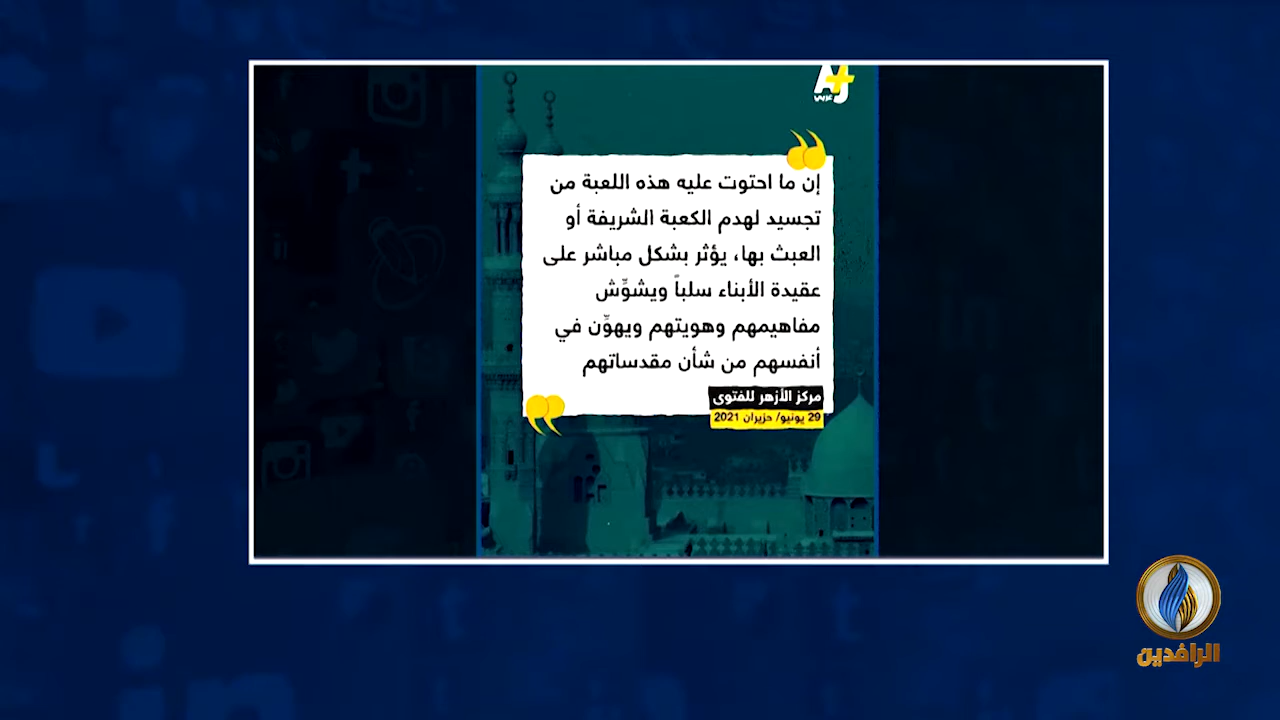 عربي
إن ما احتوت عليه هذه اللعبة من
تجسيد لهدم الكعبة الشريفة أو
العبث بها، يؤثر بشكل مباشر على
عقيدة الأبناء سلباً ويشوِّش
مفاهيمهم وهويتهم ويهوِّن في
أنفسهم من شأن مقدساتهم
مركز الأزهر للفتوى
29 يونيو/ حزيران 2021
الرافدين
in